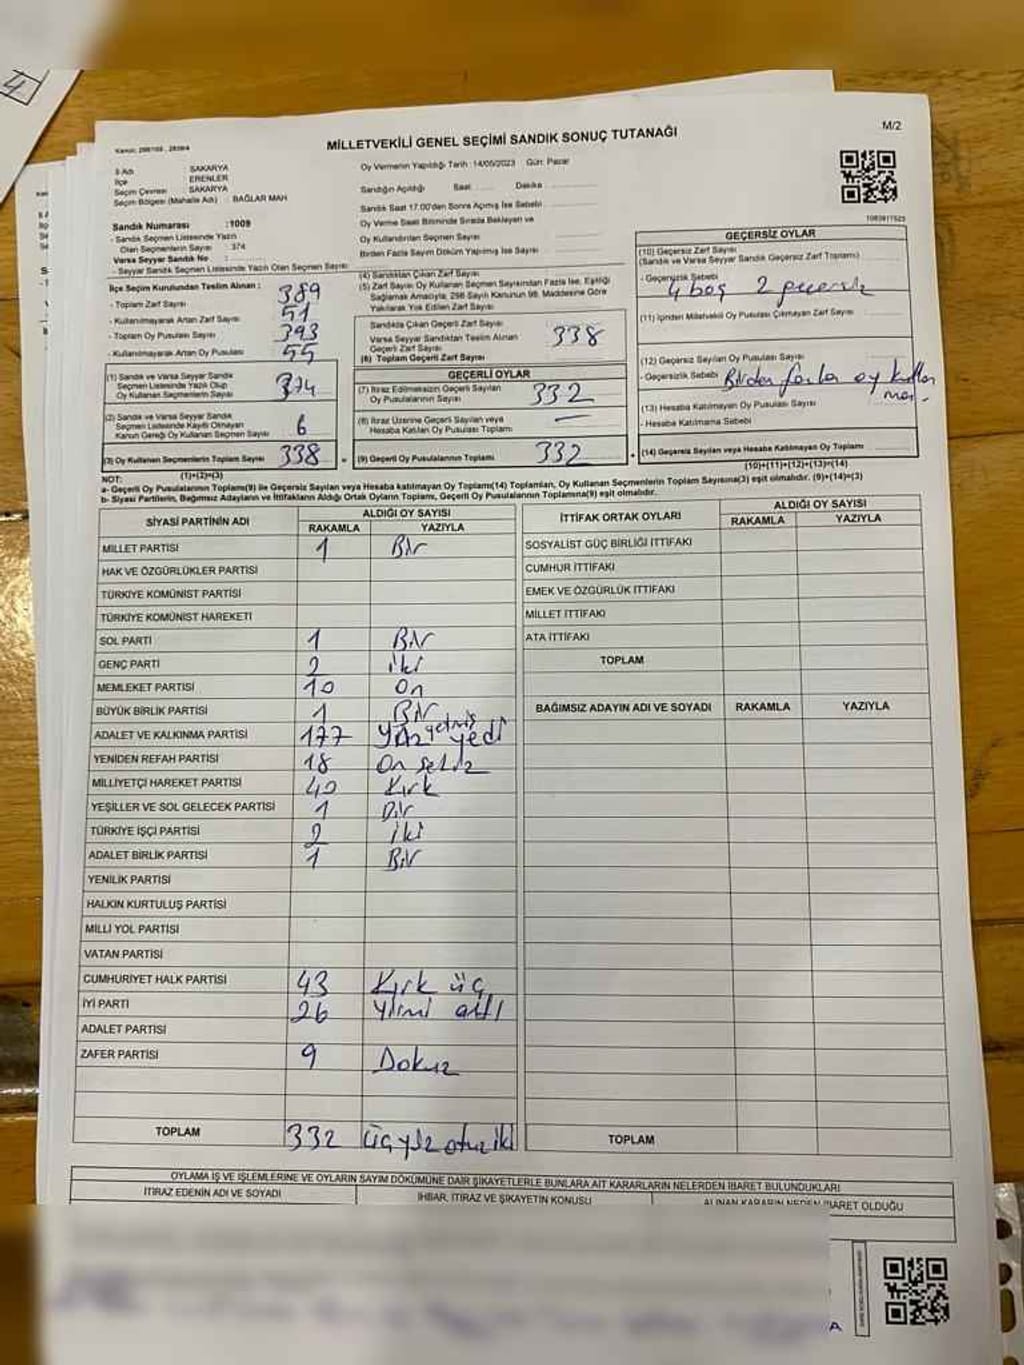 4
M/2
MİLLETVEKİLİ GENEL SEÇİMİ SANDIK SONUÇ TUTANAĞI
İl Adı : SAKARYA
İlçe : ERENLER
Seçim Çevresi : SAKARYA
Seçim Bölgesi (Mahalle Adı) : BAĞLAR MAH
Sandık Numarası : 1009
- Sandık Seçmen Listesinde Yazılı
Olan Seçmenlerin Sayısı : 374
Varsa Seyyar Sandık No :
- Seyyar Sandık Seçmen Listesinde Yazılı Olan Seçmen Sayısı
Oy Vermenin Yapıldığı Tarih : 14/05/2023 Gün: Pazar
Sandığın Açıldığı Saat: Dakika
Sandık Saat 17.00'den Sonra Açılmış İse Sebebi
Oy Verme Saat Bitiminde Sırada Bekleyen ve
Oy Kullandırılan Seçmen Sayısı
Birden Fazla Sayım Döküm Yapılmış İse Sayısı
İlçe Seçim Kurulundan Teslim Alınan :
- Toplam Zarf Sayısı 389
- Kullanılmayarak Artan Zarf Sayısı 51
- Toplam Oy Pusulası Sayısı 393
- Kullanılmayarak Artan Oy Pusulası 55
(1) Sandık ve Varsa Seyyar Sandık
Seçmen Listesinde Yazılı Olup
Oy Kullanan Seçmenlerin Sayısı
(2) Sandık ve Varsa Seyyar Sandık
Seçmen Listesinde Kayıtlı Olmayan
Kanun Gereği Oy Kullanan Seçmen Sayısı 6
(3) Oy Kullanan Seçmenlerin Toplam Sayısı 338
(1)+(2)=(3)
(4) Sandıktan Çıkan Zarf Sayısı
(5) Zarf Sayısı Oy Kullanan Seçmen Sayısından Fazla İse, Eşitliği
Sağlamak Amacıyla, 298 Sayılı Kanunun 98. Maddesine Göre
Yakılarak Yok Edilen Zarf Sayısı
Sandıkta Çıkan Geçerli Zarf Sayısı
Varsa Seyyar Sandıktan Teslim Alınan
Geçerli Zarf Sayısı
(6) Toplam Geçerli Zarf Sayısı 338
GEÇERLİ OYLAR
(7) İtiraz Edilmeksizin Geçerli Sayılan
Oy Pusulalarının Sayısı 332
(8) İtiraz Üzerine Geçerli Sayılan veya
Hesaba Katılan Oy Pusulası Toplamı —
(9) Geçerli Oy Pusulalarının Toplamı 332
1083917525
GEÇERSİZ OYLAR
(10) Geçersiz Zarf Sayısı
(Sandık ve Varsa Seyyar Sandık Geçersiz Zarf Toplamı)
- Geçersizlik Sebebi
4 boş 2 geçersiz
(11) İçinden Milletvekili Oy Pusulası Çıkmayan Zarf Sayısı
(12) Geçersiz Sayılan Oy Pusulası Sayısı
- Geçersizlik Sebebi Birden fazla oy
(13) Hesaba Katılmayan Oy Pusulası Sayısı
- Hesaba Katılmama Sebebi
(14) Geçersiz Sayılan veya Hesaba Katılmayan Oy Toplamı
(10)+(11)+(12)+(13)=(14)
NOT:
a- Geçerli Oy Pusulalarının Toplamı(9) ile Geçersiz Sayılan veya Hesaba katılmayan Oy Toplamı(14) Toplamları, Oy Kullanan Seçmenlerin Toplam Sayısına(3) eşit olmalıdır. (9)+(14)=(3)
b- Siyasi Partilerin, Bağımsız Adayların ve İttifakların Aldığı Ortak Oyların Toplamı, Geçerli Oy Pusulalarının Toplamına(9) eşit olmalıdır.
SİYASİ PARTİNİN ADI ALDIĞI OY SAYISI
RAKAMLA YAZIYLA
MİLLET PARTİSİ 1 Bir
HAK VE ÖZGÜRLÜKLER PARTİSİ
TÜRKİYE KOMÜNİST PARTİSİ
TÜRKİYE KOMÜNİST HAREKETİ
SOL PARTİ 1 Bir
GENÇ PARTİ 2 iki
MEMLEKET PARTİSİ 10 On
BÜYÜK BİRLİK PARTİSİ 1 Bir
ADALET VE KALKINMA PARTİSİ 177 Yüz yetmiş yedi
YENİDEN REFAH PARTİSİ 18 On sekiz
MİLLİYETÇİ HAREKET PARTİSİ 40 Kırk
YEŞİLLER VE SOL GELECEK PARTİSİ 1 Bir
TÜRKİYE İŞÇİ PARTİSİ 2 iki
ADALET BİRLİK PARTİSİ 1 Bir
YENİLİK PARTİSİ
HALKIN KURTULUŞ PARTİSİ
MİLLİ YOL PARTİSİ
VATAN PARTİSİ
CUMHURİYET HALK PARTİSİ 43 Kırk üç
İYİ PARTİ 26 Yirmi altı
ADALET PARTİSİ
ZAFER PARTİSİ 9 Dokuz
TOPLAM 332 üçyüz otuz iki
İTTİFAK ORTAK OYLARI ALDIĞI OY SAYISI
RAKAMLA YAZIYLA
SOSYALİST GÜÇ BİRLİĞİ İTTİFAKI
CUMHUR İTTİFAKI
EMEK VE ÖZGÜRLÜK İTTİFAKI
MİLLET İTTİFAKI
ATA İTTİFAKI
TOPLAM
BAĞIMSIZ ADAYIN ADI VE SOYADI RAKAMLA YAZIYLA
TOPLAM
OYLAMA İŞ VE İŞLEMLERİNE VE OYLARIN SAYIM DÖKÜMÜNE DAİR ŞİKAYETLERLE BUNLARA AİT KARARLARIN NELERDEN İBARET BULUNDUKLARI
İTİRAZ EDENİN ADI VE SOYADI İHBAR, İTİRAZ VE ŞİKAYETİN KONUSU ALINAN KARARIN NEDEN İBARET OLDUĞU